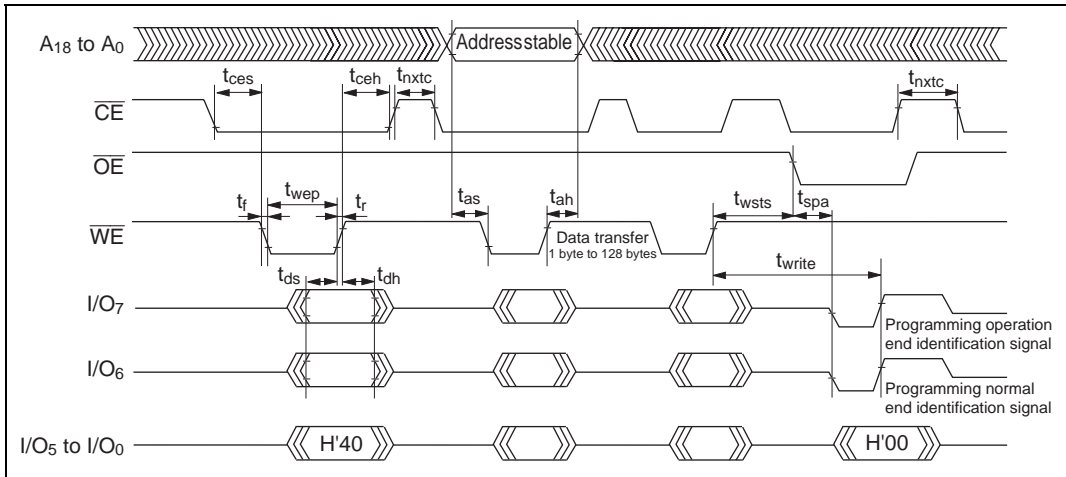 A18 to A0
Addressstable
tces
tceh
tnxtc
tnxtc
CE
OE
twep
tf
tr
tas
tah
twsts
tspa
WE
Data transfer
1 byte to 128 bytes
twrite
tds
tdh
I/O7
Programming operation
end identification signal
I/O6
Programming normal
end identification signal
I/O5 to I/O0
H'40
H'00